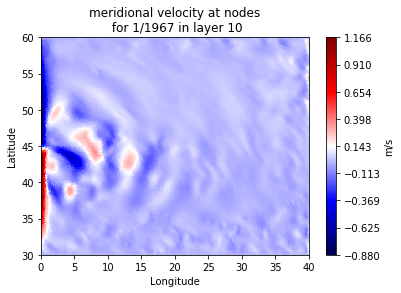 meridional velocity at nodes
for 1/1967 in layer 10
60
55
50
45
40
35
30
Latitude
0 5 10 15 20 25 30 35 40
Longitude
1.166
0.910
0.654
0.398
0.143
−0.113
−0.369
−0.625
−0.880
m/s